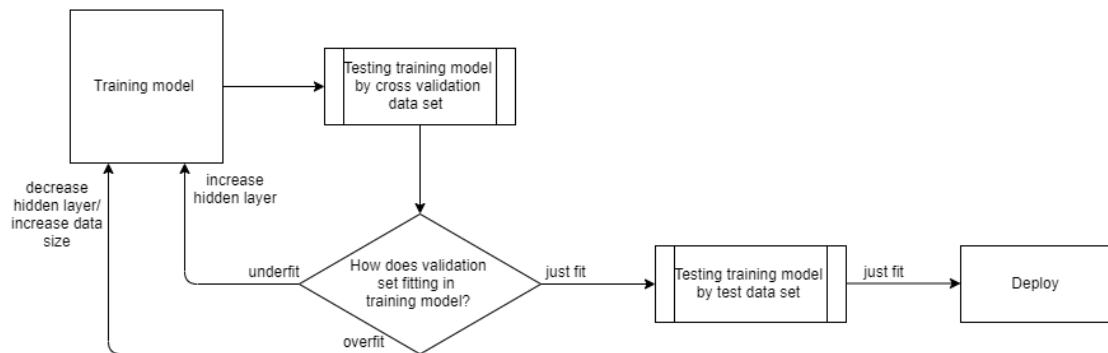 Training model
Testing training model
by cross validation
data set
decrease
hidden layer/
increase data
size
increase
hidden layer
underfit
How does validation
set fitting in
training model?
just fit
Testing training model
by test data set
just fit
Deploy
overfit